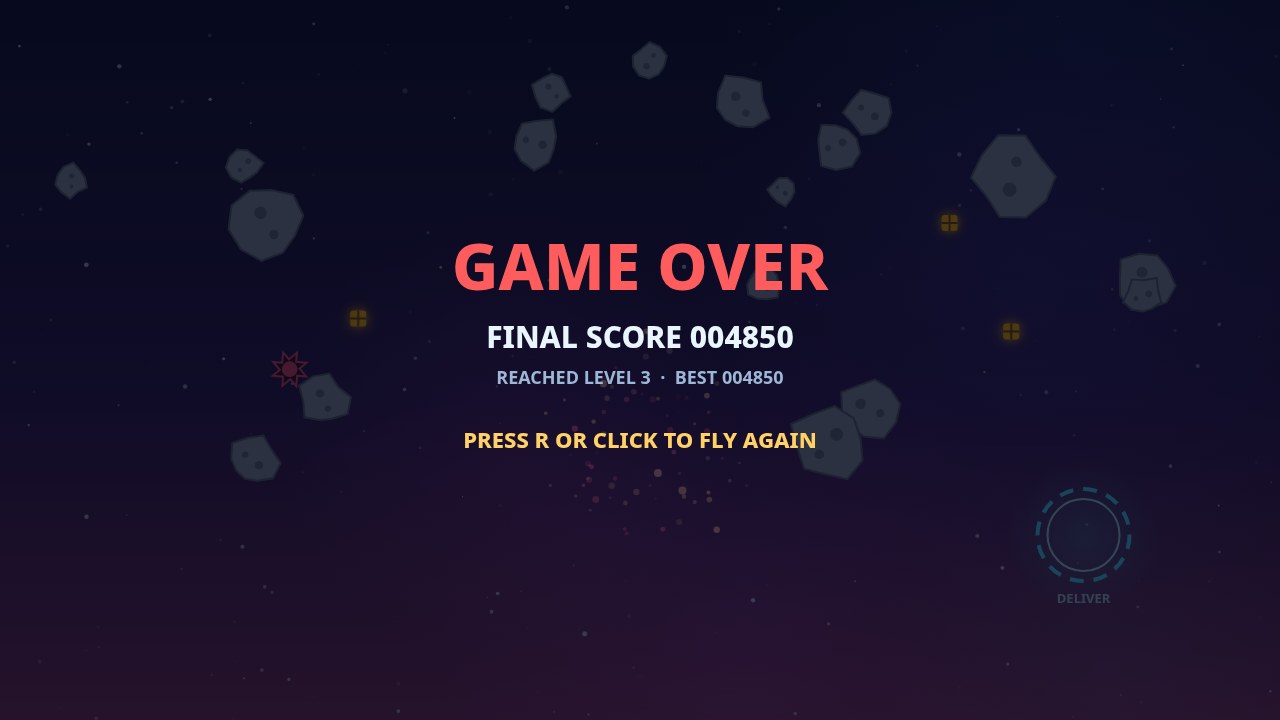 GAME OVER
FINAL SCORE 004850
REACHED LEVEL 3 · BEST 004850
PRESS R OR CLICK TO FLY AGAIN
DELIVER